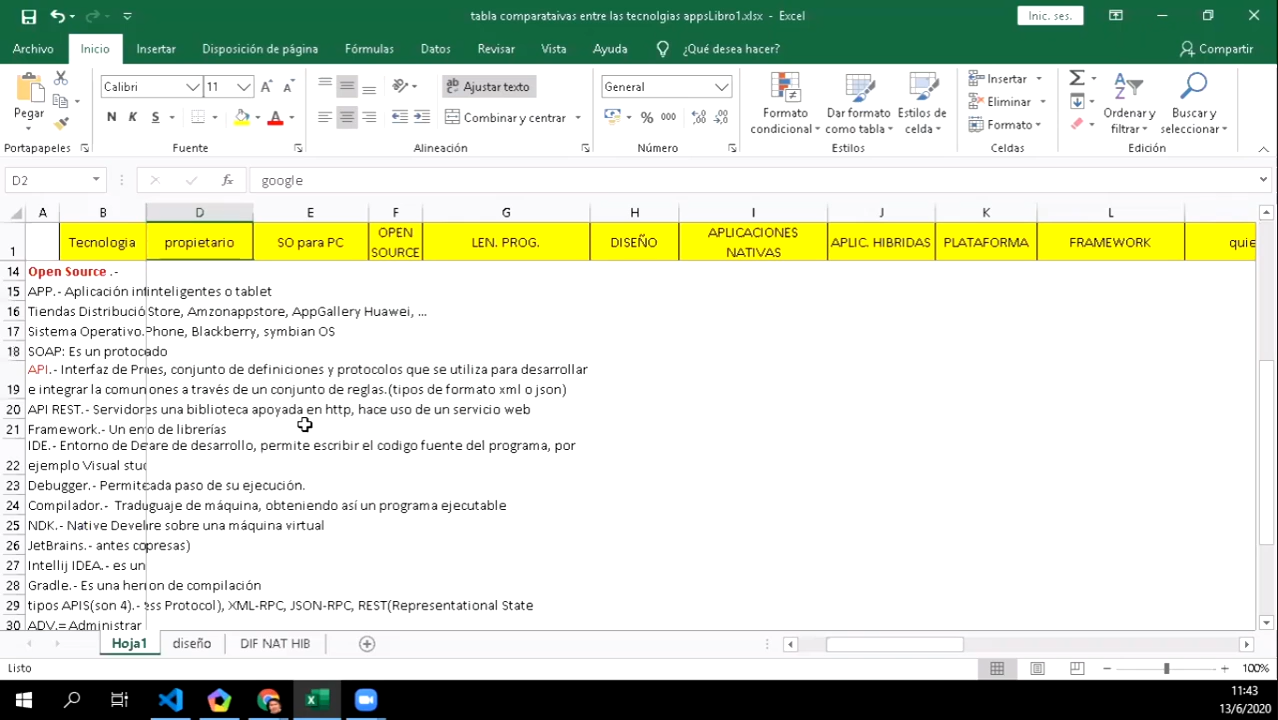 tabla comparataivas entre las tecnolgias appsLibro1.xlsx - Excel
Inic. ses.
Archivo Inicio Insertar Disposición de página Fórmulas Datos Revisar Vista Ayuda ¿Qué desea hacer? Compartir
Pegar
Calibri 11
N K S
Ajustar texto
Combinar y centrar
General
% 000
Formato condicional
Dar formato como tabla
Estilos de celda
Insertar
Eliminar
Formato
Ordenar y filtrar
Buscar y seleccionar
Portapapeles Fuente Alineación Número Estilos Celdas Edición
D2 fx google
A B D E F G H I J K L
1 Tecnologia propietario SO para PC OPEN SOURCE LEN. PROG. DISEÑO APLICACIONES NATIVAS APLIC. HIBRIDAS PLATAFORMA FRAMEWORK quie
14 Open Source .-
15 APP.- Aplicación in inteligentes o tablet
16 Tiendas Distribució Store, Amzonappstore, AppGallery Huawei, ...
17 Sistema Operativo. Phone, Blackberry, symbian OS
18 SOAP: Es un protocado
API.- Interfaz de Pr es, conjunto de definiciones y protocolos que se utiliza para desarrollar
19 e integrar la comun ones a través de un conjunto de reglas.(tipos de formato xml o json)
20 API REST.- Servidor es una biblioteca apoyada en http, hace uso de un servicio web
21 Framework.- Un en o de librerías
IDE.- Entorno de De are de desarrollo, permite escribir el codigo fuente del programa, por
22 ejemplo Visual stud
23 Debugger.- Permite cada paso de su ejecución.
24 Compilador.- Tradu guaje de máquina, obteniendo así un programa ejecutable
25 NDK.- Native Devel re sobre una máquina virtual
26 JetBrains.- antes co presas)
27 Intellij IDEA.- es un
28 Gradle.- Es una her on de compilación
29 tipos APIS(son 4).- ess Protocol), XML-RPC, JSON-RPC, REST(Representational State
30 ADV.= Administrar
Hoja1 diseño DIF NAT HIB
Listo 100%
11:43
13/6/2020